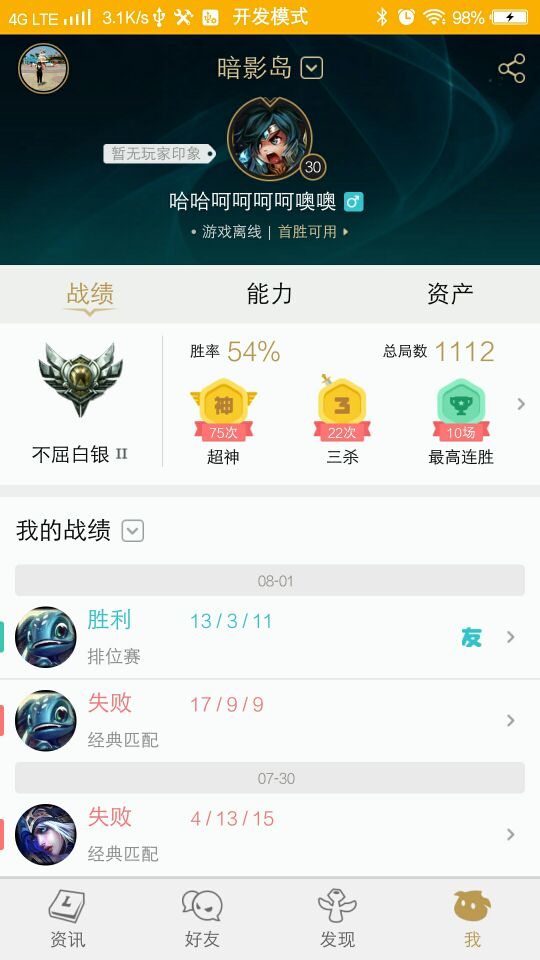 4G LTE 3.1K/s 开发模式 98%
暗影岛
暂无玩家印象
30
哈哈呵呵呵呵噢噢
• 游戏离线 | 首胜可用
战绩 能力 资产
胜率 54% 总局数 1112
神 3
75次 22次 10场
不屈白银 II 超神 三杀 最高连胜
我的战绩
08-01
胜利 13 / 3 / 11
友
排位赛
失败 17 / 9 / 9
经典匹配
07-30
失败 4 / 13 / 15
经典匹配
L
资讯 好友 发现 我